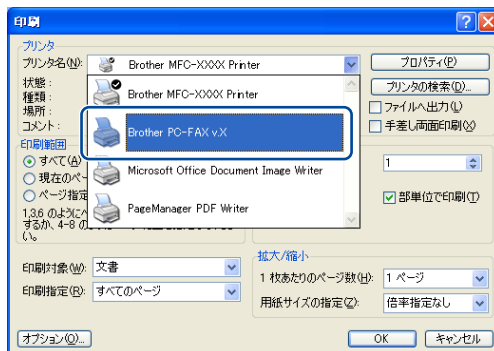 印刷
プリンタ
プリンタ名(N): Brother MFC-XXXX Printer プロパティ(P)
状態: Brother MFC-XXXX Printer プリンタの検索(D)...
種類:
場所: ファイルへ出力(L)
コメント: Brother PC-FAX v.X 手差し両面印刷(X)
印刷範囲
すべて(A) Microsoft Office Document Image Writer 1
現在のペー
ページ指定 PageManager PDF Writer 部単位で印刷(T)
1,3,6 のように
するか、4-8 の
い。
拡大/縮小
印刷対象(W): 文書 1 枚あたりのページ数(H): 1 ページ
印刷指定(R): すべてのページ 用紙サイズの指定(Z): 倍率指定なし
オプション(O)... OK キャンセル